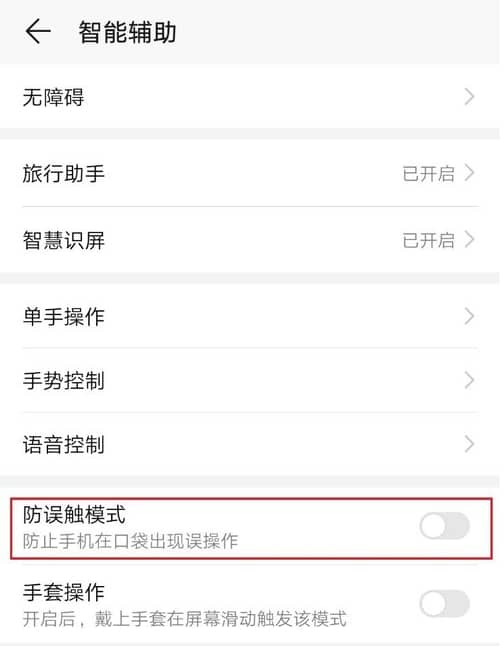 智能辅助
无障碍
旅行助手 已开启
智慧识屏 已开启
单手操作
手势控制
语音控制
防误触模式
防止手机在口袋出现误操作
手套操作
开启后，戴上手套在屏幕滑动触发该模式